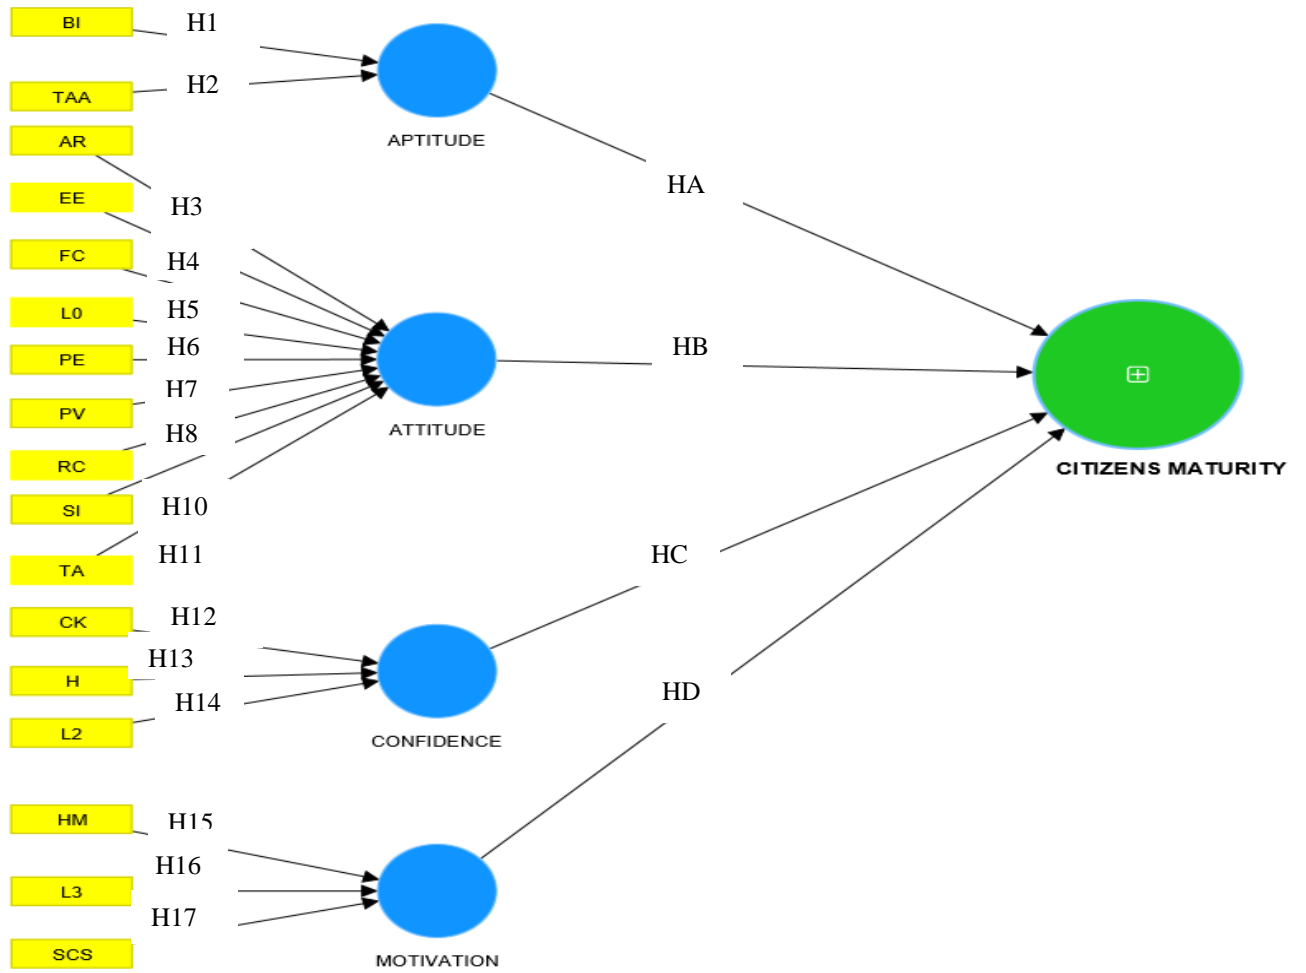 BI
H1
TAA
H2
APTITUDE
AR
HA
EE
H3
FC
H4
L0
H5
PE
H6
HB
PV
H7
RC
H8
ATTITUDE
CITIZENS MATURITY
SI
H10
TA
H11
HC
CK
H12
H
H13
L2
H14
CONFIDENCE
HD
HM
H15
L3
H16
H17
SCS
MOTIVATION